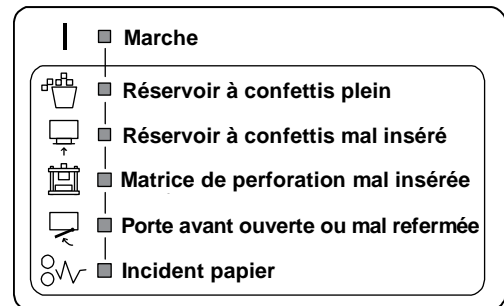 Marche
Réservoir à confettis plein
Réservoir à confettis mal inséré
Matrice de perforation mal insérée
Porte avant ouverte ou mal refermée
Incident papier